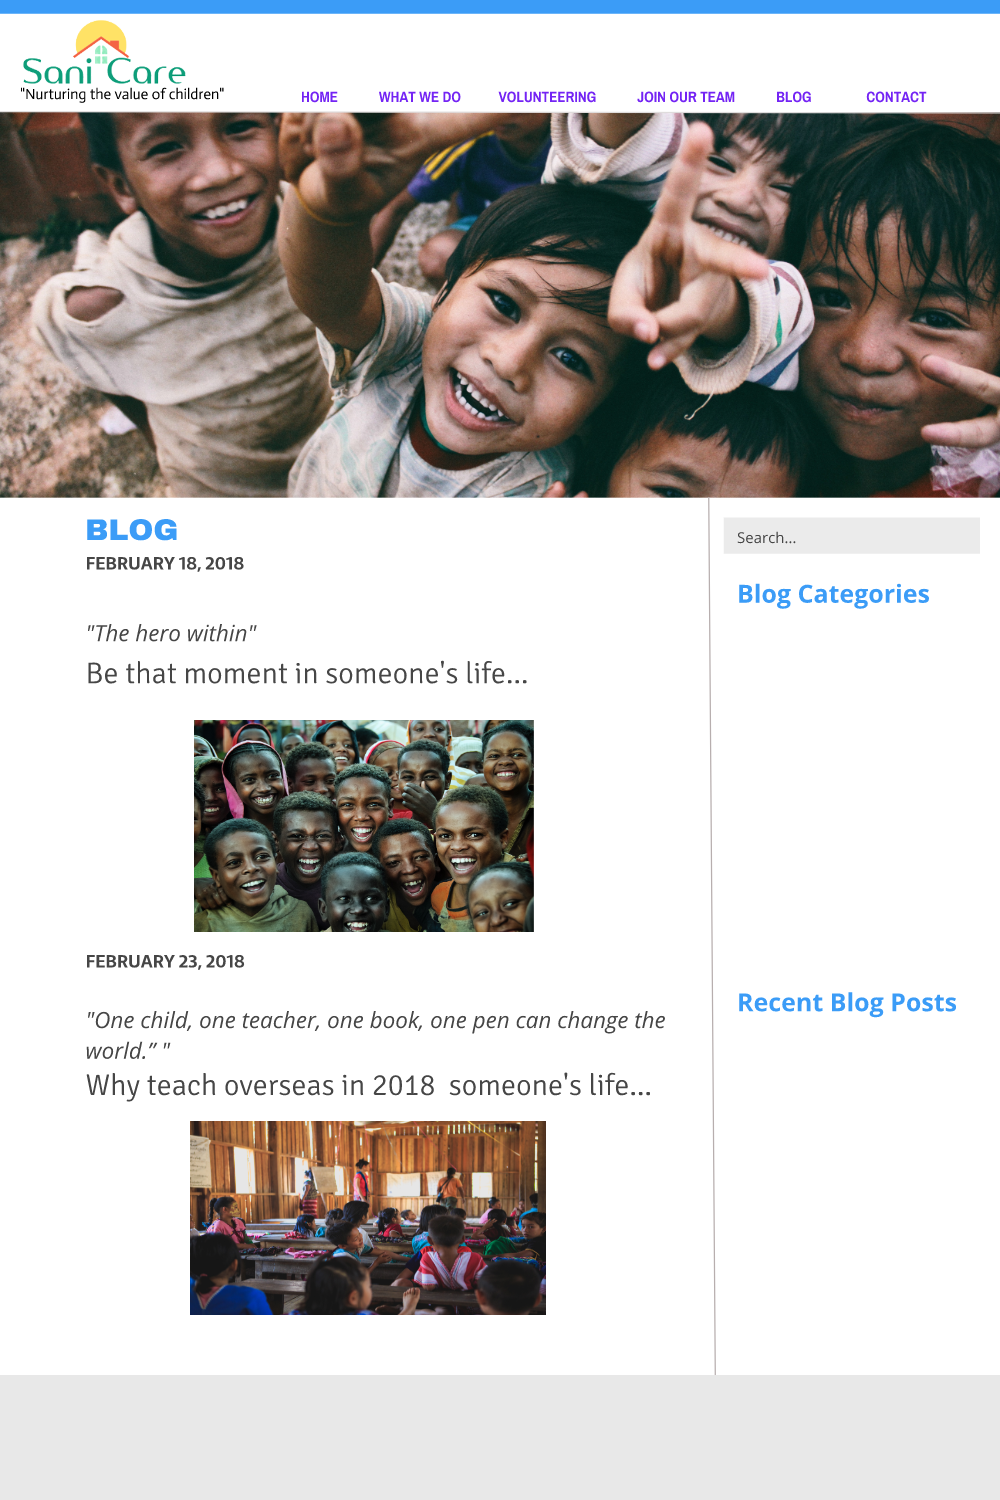 Sani Care
"Nurturing the value of children"
HOME WHAT WE DO VOLUNTEERING JOIN OUR TEAM BLOG CONTACT
BLOG
FEBRUARY 18, 2018
"The hero within"
Be that moment in someone's life...
FEBRUARY 23, 2018
"One child, one teacher, one book, one pen can change the
world.” "
Why teach overseas in 2018  someone's life...
Search...
Blog Categories
Recent Blog Posts